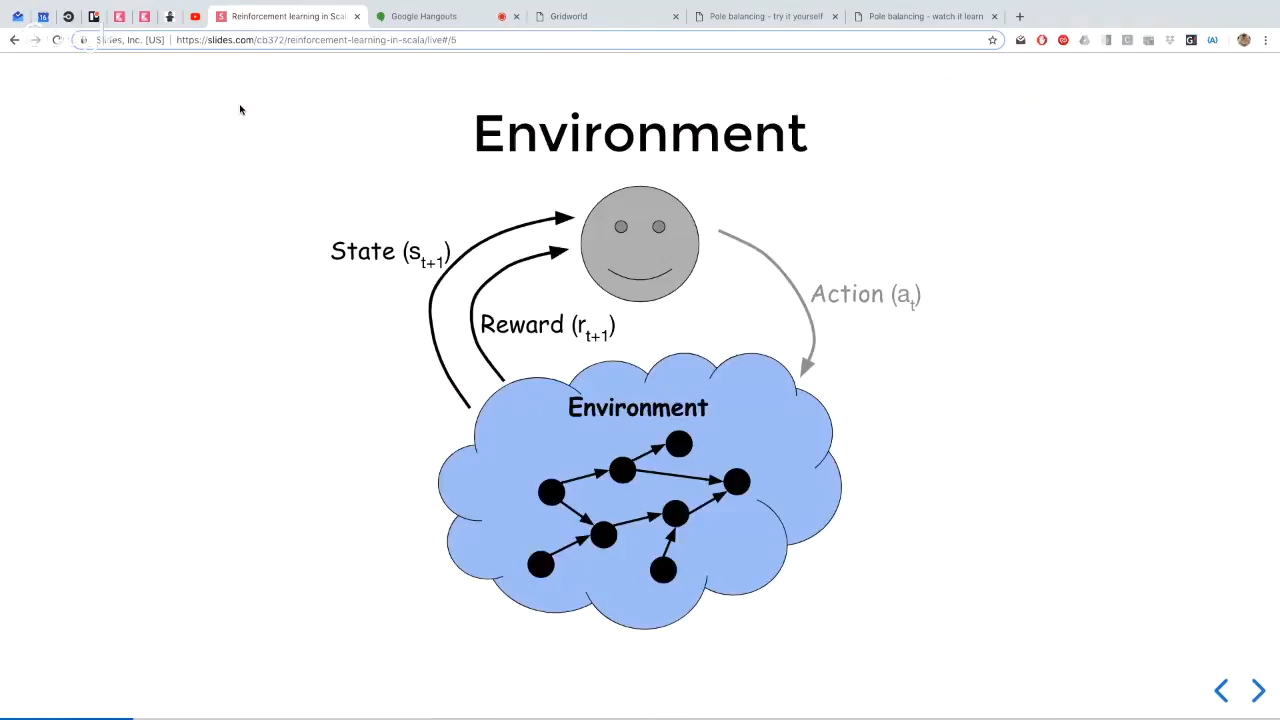 Reinforcement learning in Scal
Google Hangouts
Gridworld
Pole balancing - try it yourself
Pole balancing - watch it learn
Inc. [US]
https://slides.com/cb372/reinforcement-learning-in-scala/live#/5
Environment
State (st+1)
Reward (rt+1)
Action (at)
Environment